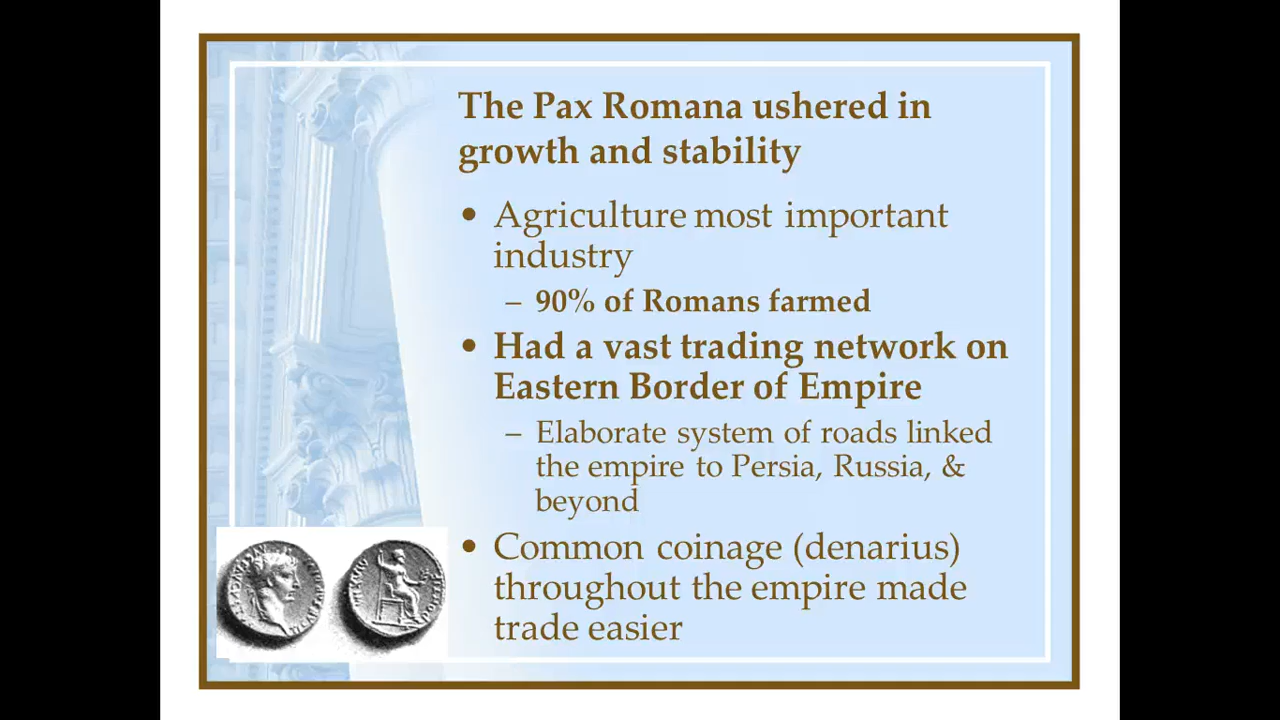 The Pax Romana ushered in
growth and stability
• Agriculture most important
industry
– 90% of Romans farmed
• Had a vast trading network on
Eastern Border of Empire
– Elaborate system of roads linked
the empire to Persia, Russia, &
beyond
• Common coinage (denarius)
throughout the empire made
trade easier